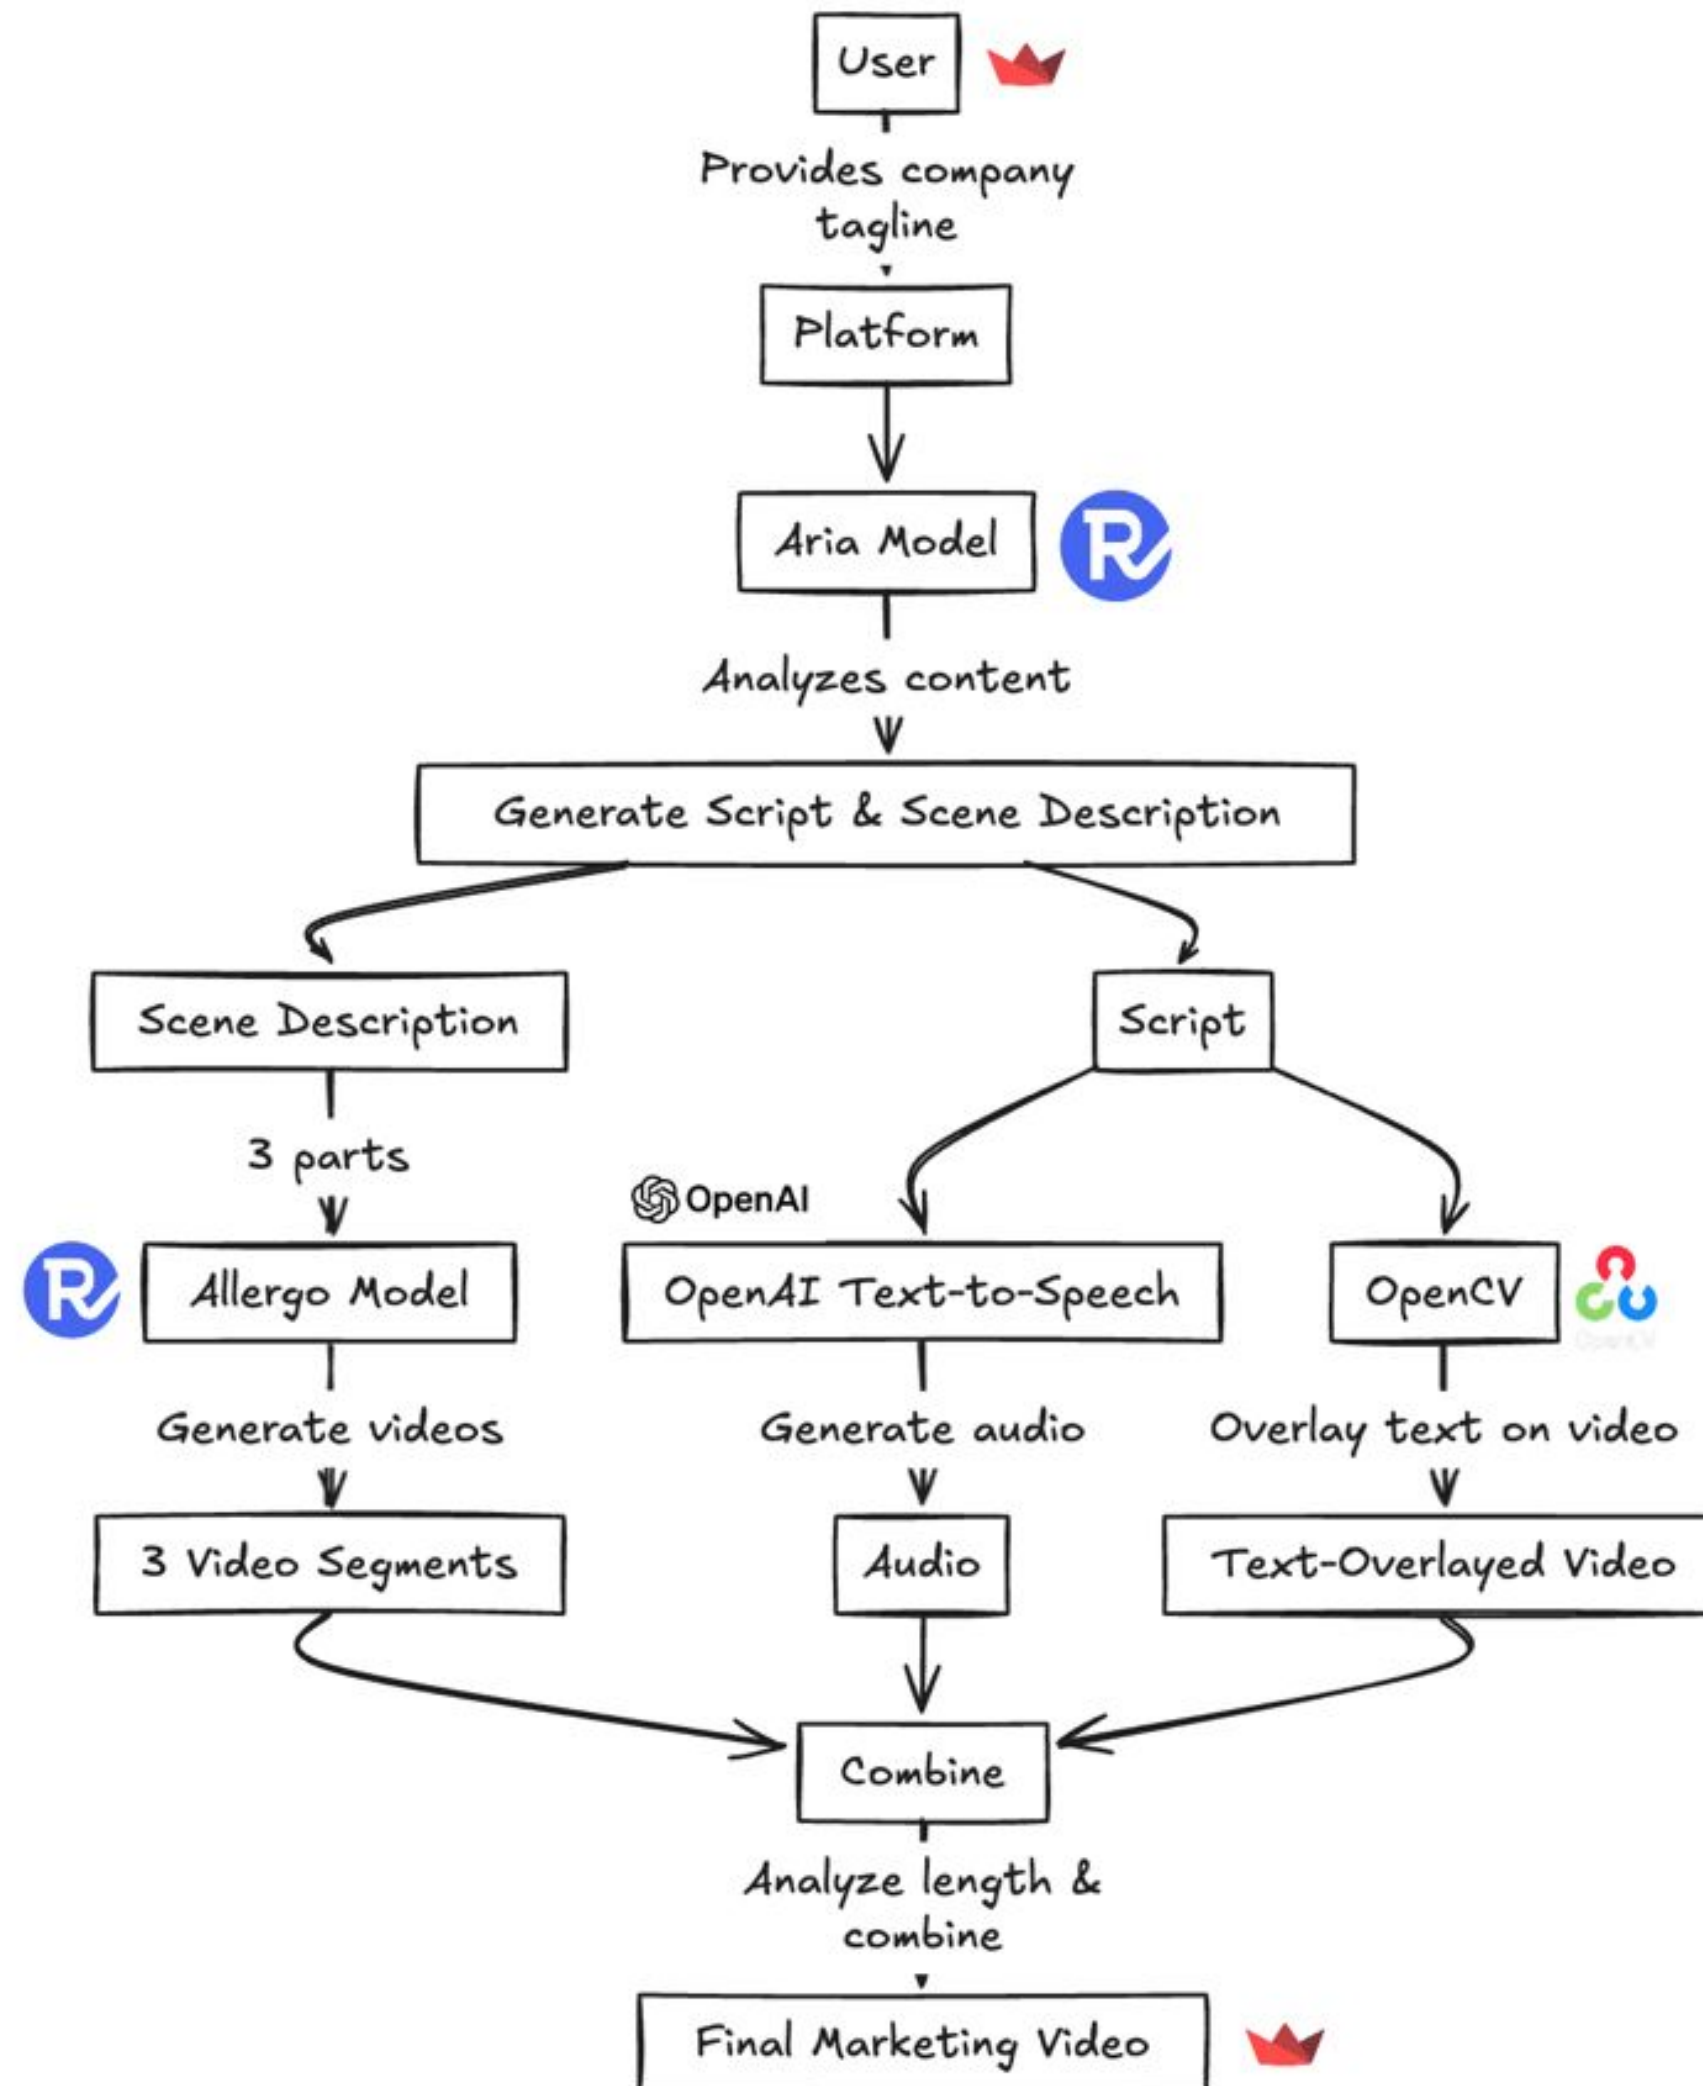 User
Provides company
tagline
Platform
Aria Model
Analyzes content
Generate Script & Scene Description
Scene Description
Script
3 parts
OpenAI
Allergo Model
OpenAI Text-to-Speech
OpenCV
OpenCV
Generate videos
Generate audio
Overlay text on video
3 Video Segments
Audio
Text-Overlayed Video
Combine
Analyze length &
combine
Final Marketing Video